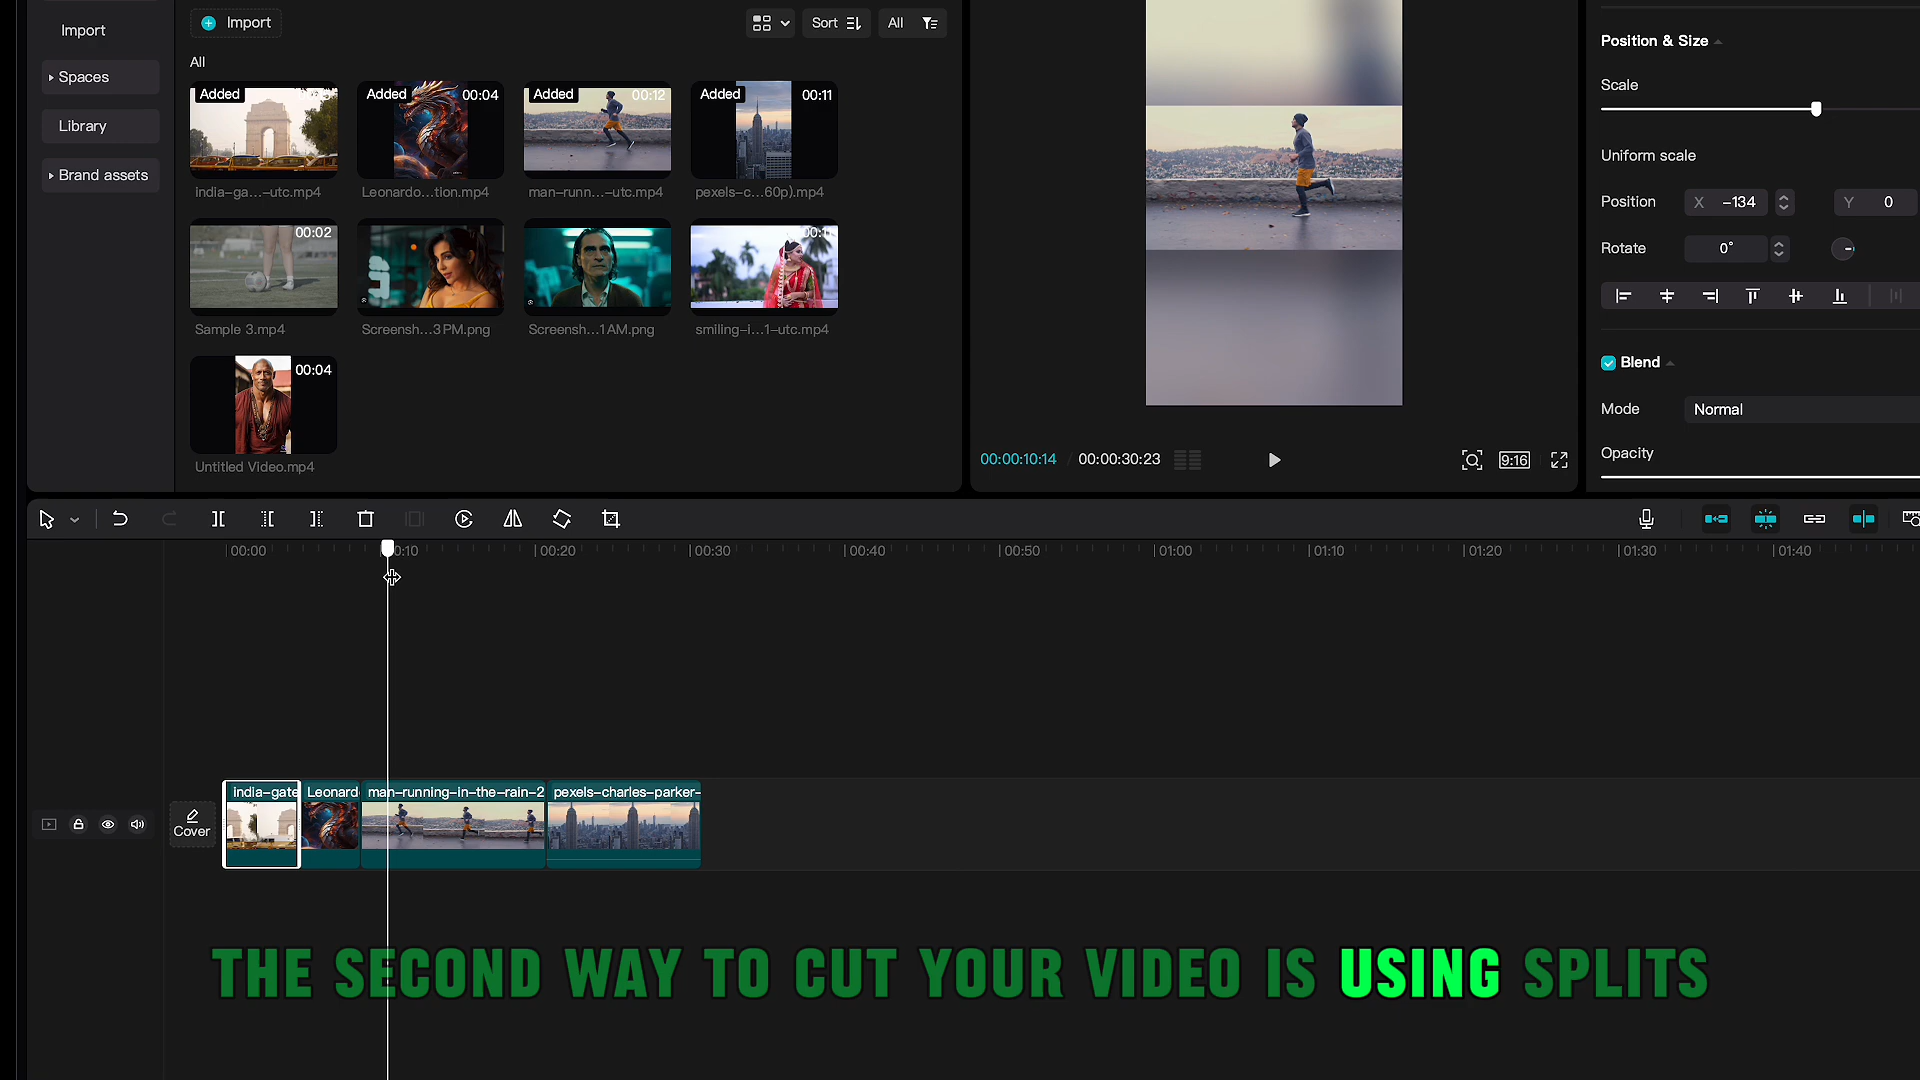 Import
Spaces
Library
Brand assets
Import
Sort
All
All
Added
Added 00:04
Added 00:12
Added 00:11
india-ga...-utc.mp4
Leonardo...tion.mp4
man-runn...-utc.mp4
pexels-c...60p).mp4
00:02
Sample 3.mp4
Screensh...3 PM.png
Screensh...1 AM.png
smiling-i...1-utc.mp4
00:04
Untitled Video.mp4
00:00:10:14 / 00:00:30:23
9:16
Position & Size
Scale
Uniform scale
Position X -134 Y 0
Rotate 0°
Blend
Mode Normal
Opacity
00:00 0:10 00:20 00:30 00:40 00:50 01:00 01:10 01:20 01:30 01:40
Cover
india-gate
Leonard
man-running-in-the-rain-2
pexels-charles-parker-
THE SECOND WAY TO CUT YOUR VIDEO IS USING SPLITS